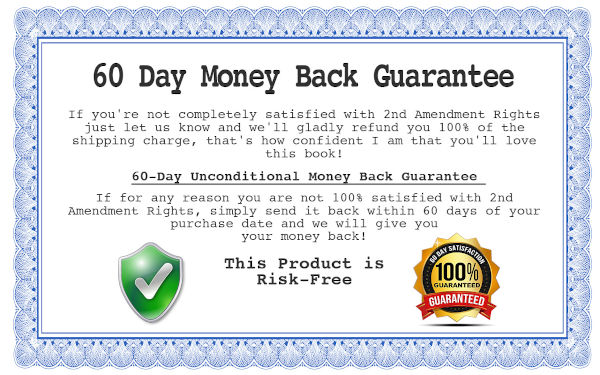 60 Day Money Back Guarantee
If you're not completely satisfied with 2nd Amendment Rights
just let us know and we'll gladly refund you 100% of the
shipping charge, that's how confident I am that you'll love
this book!
60-Day Unconditional Money Back Guarantee
If for any reason you are not 100% satisfied with 2nd
Amendment Rights, simply send it back within 60 days of your
purchase date and we will give you
your money back!
This Product is
Risk-Free
60 DAY SATISFACTION
100%
GUARANTEED
GUARANTEED